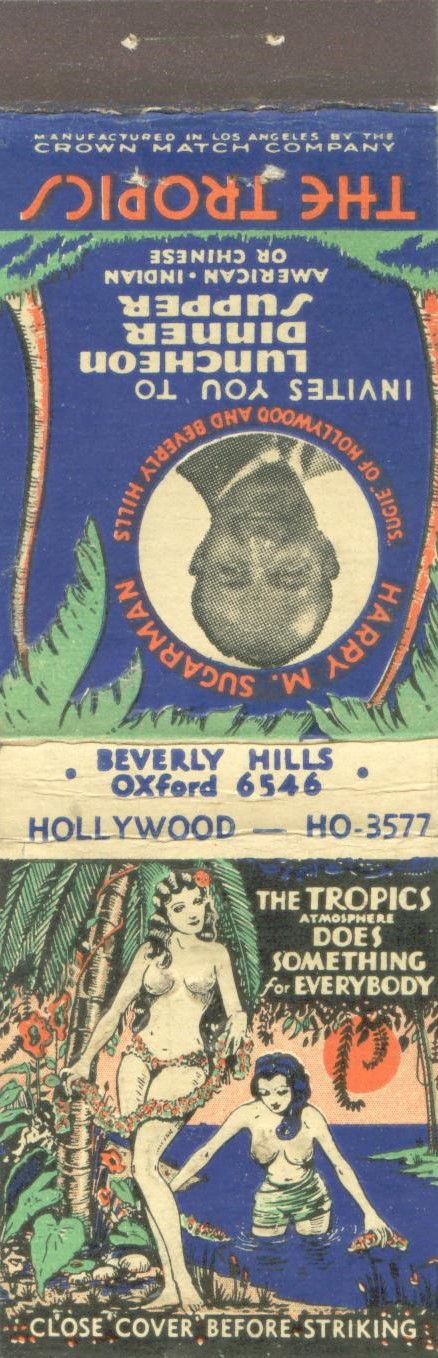 MANUFACTURED IN LOS ANGELES BY THE
CROWN MATCH COMPANY
THE TROPICS
HARRY M. SUGARMAN
"SUGIE" OF HOLLYWOOD AND BEVERLY HILLS
INVITES YOU TO
LUNCHEON
DINNER
SUPPER
AMERICAN • INDIAN
OR CHINESE
• BEVERLY HILLS •
OXford 6546
HOLLYWOOD — HO-3577
THE TROPICS
ATMOSPHERE
DOES
SOMETHING
for EVERYBODY
CLOSE COVER BEFORE STRIKING